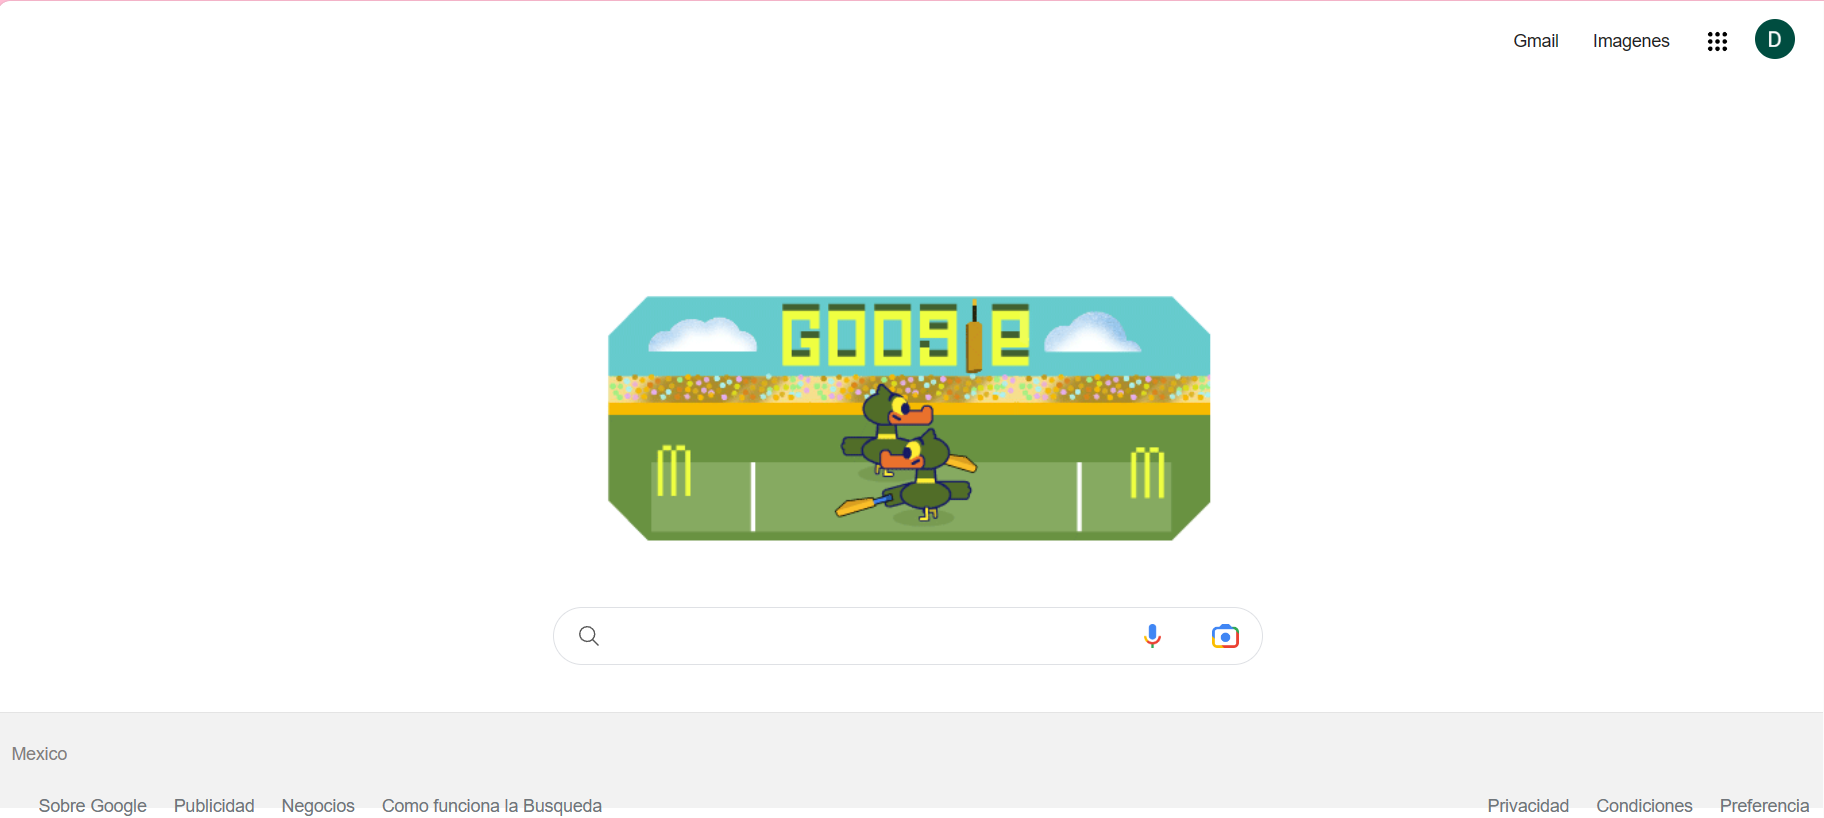 Gmail Imagenes D
GOOGLE
Mexico
Sobre Google Publicidad Negocios Como funciona la Busqueda Privacidad Condiciones Preferencia